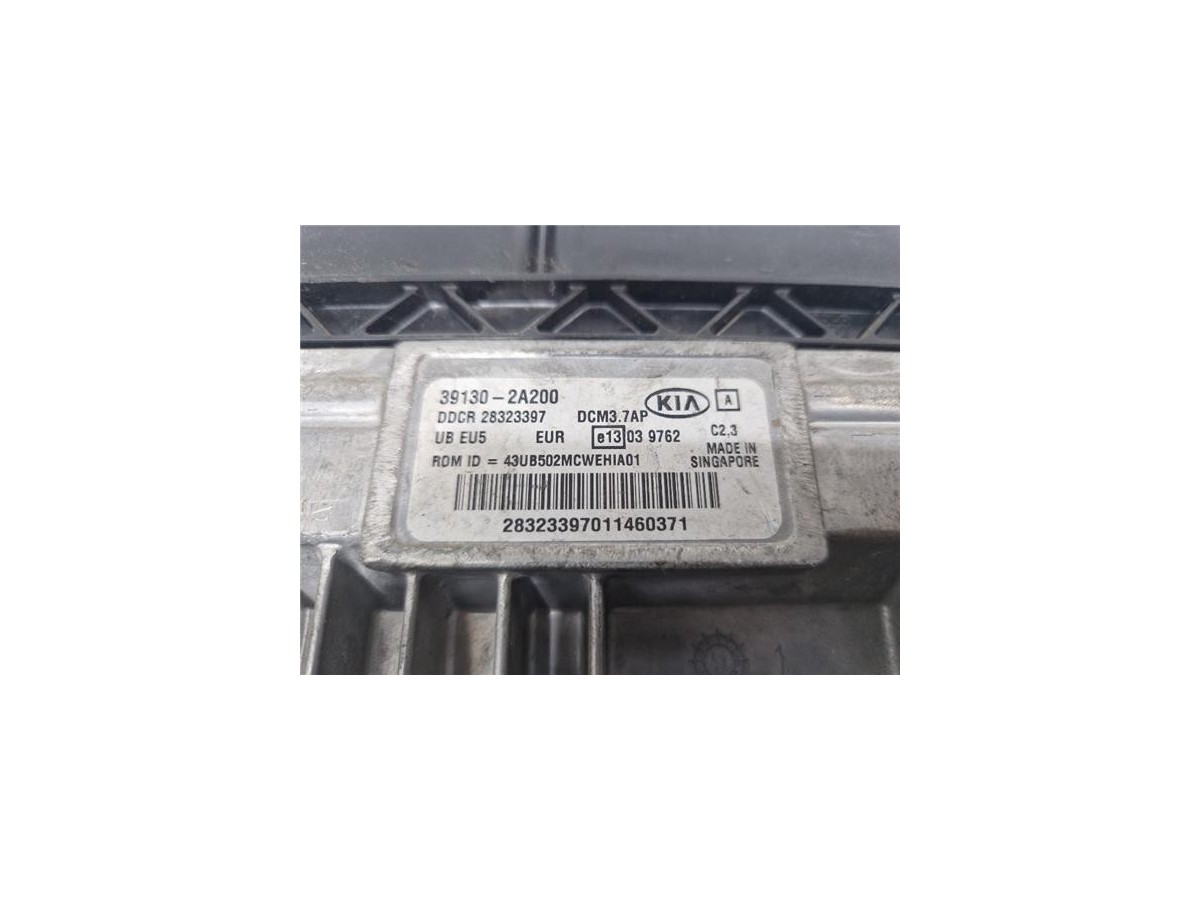 39130-2A200
KIA
A
DDCR 28323397 DCM3.7AP
UB EU5 EUR e13 03 9762 C2,3
MADE IN
SINGAPORE
ROM ID = 43UB502MCWEHIA01
28323397011460371
1